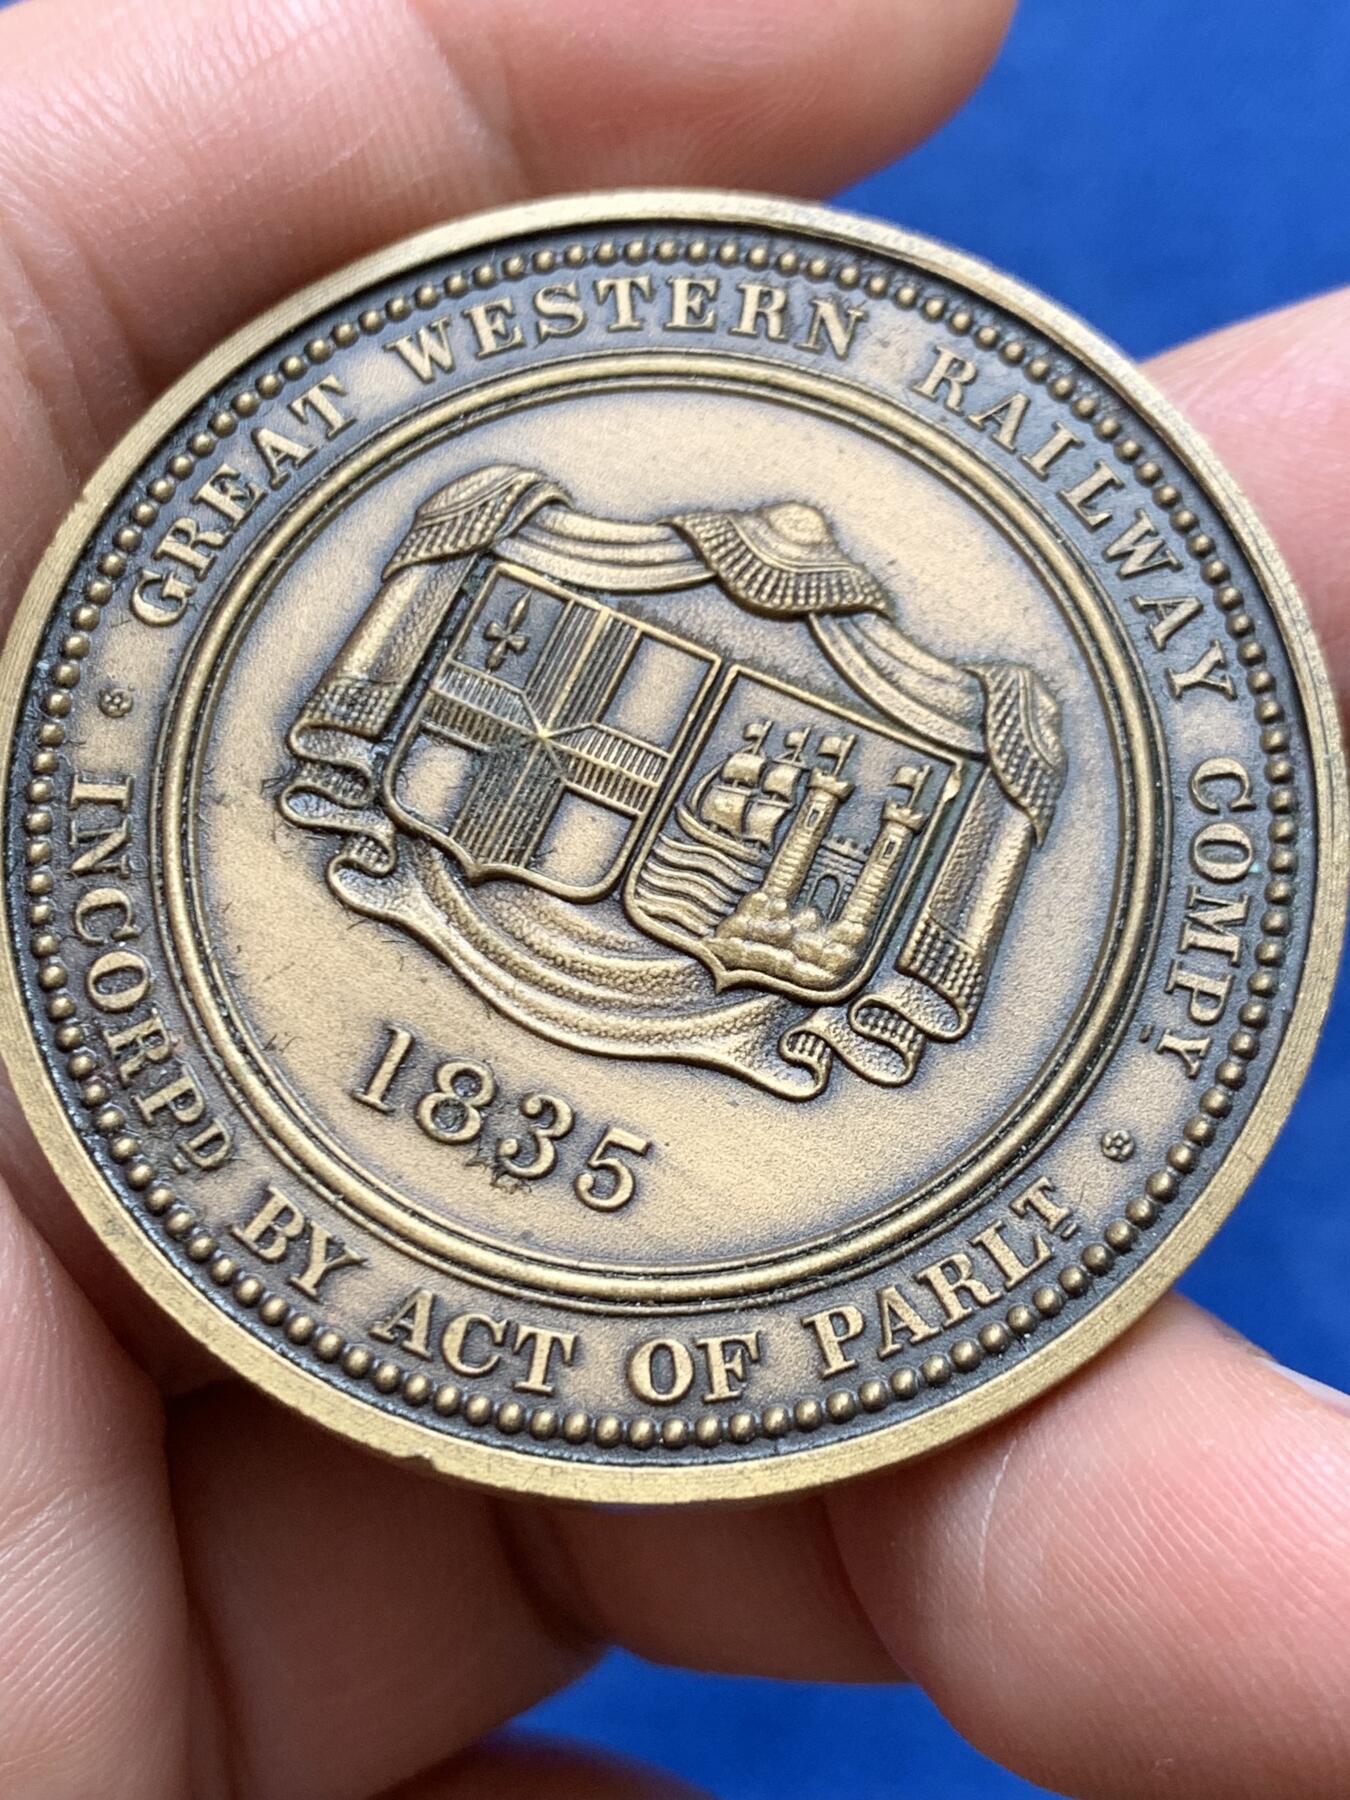 GREAT WESTERN RAILWAY COMPY
INCORPD BY ACT OF PARLT
1835